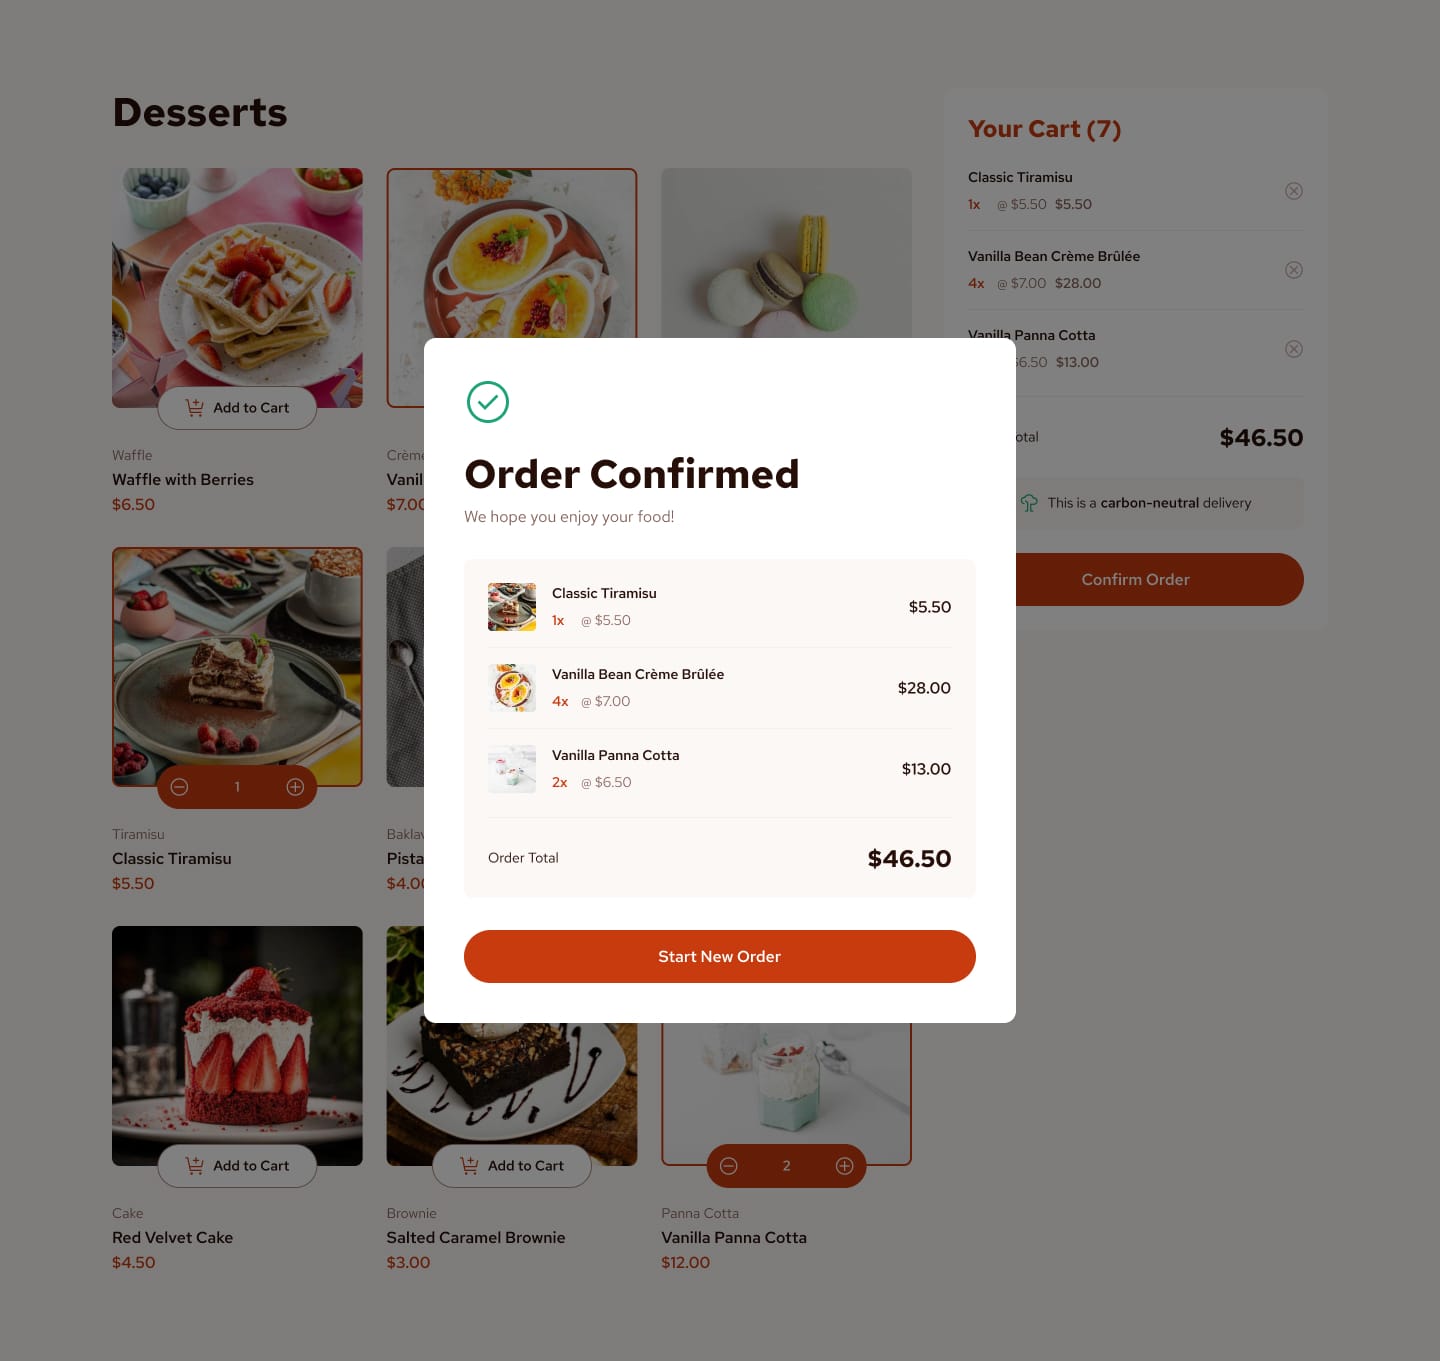 Desserts
Add to Cart
Waffle
Waffle with Berries
$6.50
Crème
Vanil
$7.00
1
Tiramisu
Classic Tiramisu
$5.50
Baklav
Pista
$4.00
Add to Cart
Cake
Red Velvet Cake
$4.50
Add to Cart
Brownie
Salted Caramel Brownie
$3.00
2
Panna Cotta
Vanilla Panna Cotta
$12.00
Your Cart (7)
Classic Tiramisu
1x @ $5.50 $5.50
Vanilla Bean Crème Brûlée
4x @ $7.00 $28.00
Vanilla Panna Cotta
$6.50 $13.00
otal $46.50
This is a carbon-neutral delivery
Confirm Order
Order Confirmed
We hope you enjoy your food!
Classic Tiramisu
1x @ $5.50
$5.50
Vanilla Bean Crème Brûlée
4x @ $7.00
$28.00
Vanilla Panna Cotta
2x @ $6.50
$13.00
Order Total $46.50
Start New Order